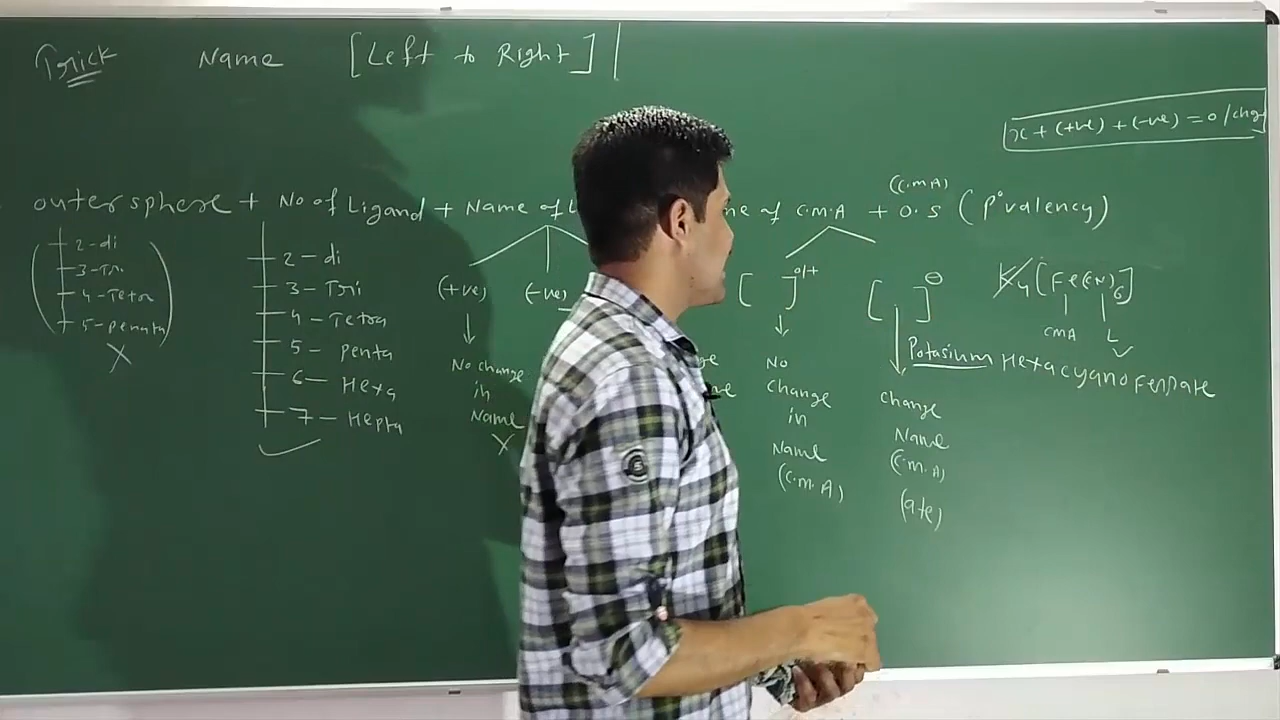 Trick Name [Left to Right]
x + (+ve) + (-ve) = 0/chg
(C.M.A)
outersphere + No of Ligand + Name of L ne of C.M.A + O.S (P°valency)
2-di
3-Tri
4-Tetra
5-penata
X
2-di
3-Tri
4-Tetra
5-penta
6-Hexa
7-Hepta
(+ve)
No change
in
Name
X
(-ve)
[ ]0/+
No
change
in
Name
(C.M.A)
[ ]⊖
Change
Name
(C.M.A)
(ate)
K4[Fe(CN)6]
CMA L
Potasium Hexacyanoferrate